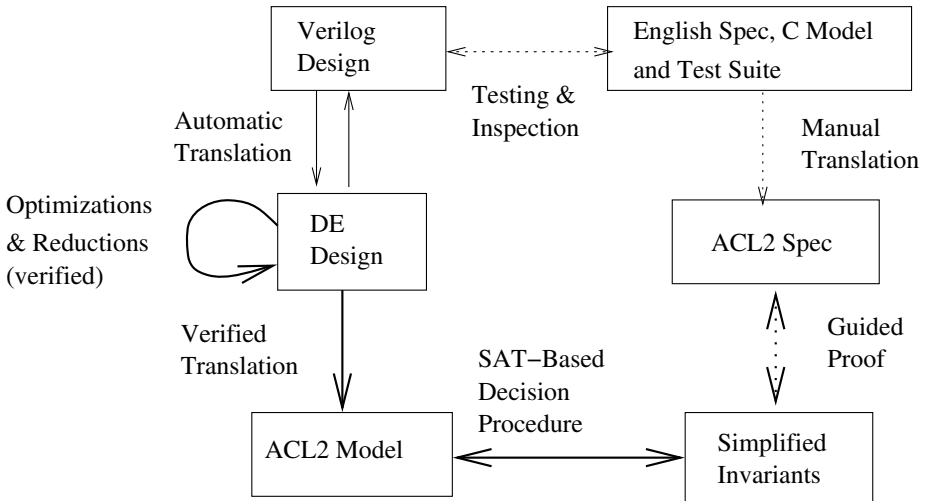 Verilog
Design
English Spec, C Model
and Test Suite
Testing &
Inspection
Automatic
Translation
Manual
Translation
Optimizations
& Reductions
(verified)
DE
Design
ACL2 Spec
Verified
Translation
SAT−Based
Decision
Procedure
Guided
Proof
ACL2 Model
Simplified
Invariants